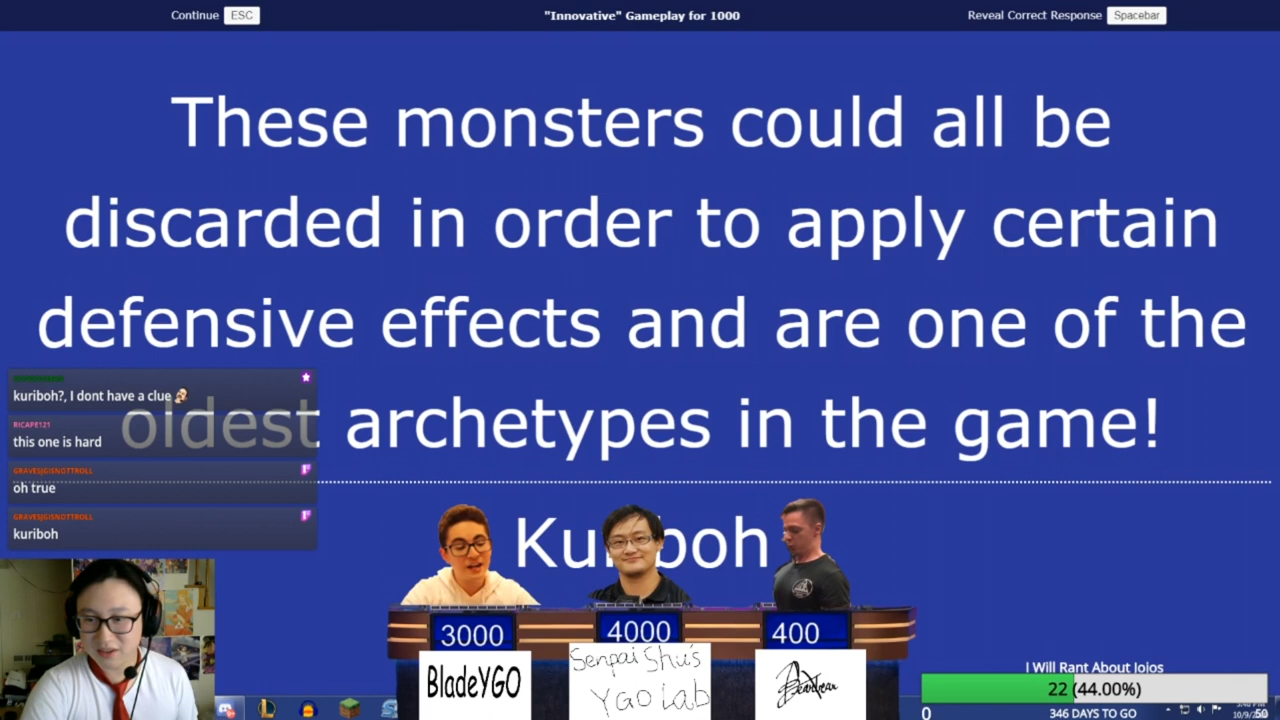 Continue ESC
"Innovative" Gameplay for 1000
Reveal Correct Response Spacebar
These monsters could all be
discarded in order to apply certain
defensive effects and are one of the
oldest archetypes in the game!
kuriboh?, I dont have a clue
RICAFE121
this one is hard
GRAVESJGISNOTTROLL
oh true
GRAVESJGISNOTTROLL
kuriboh
Kuriboh
3000
4000
400
BladeYGO
Senpai Shu's
YGO Lab
I Will Rant About Jojos
22 (44.00%)
0
346 DAYS TO GO
50